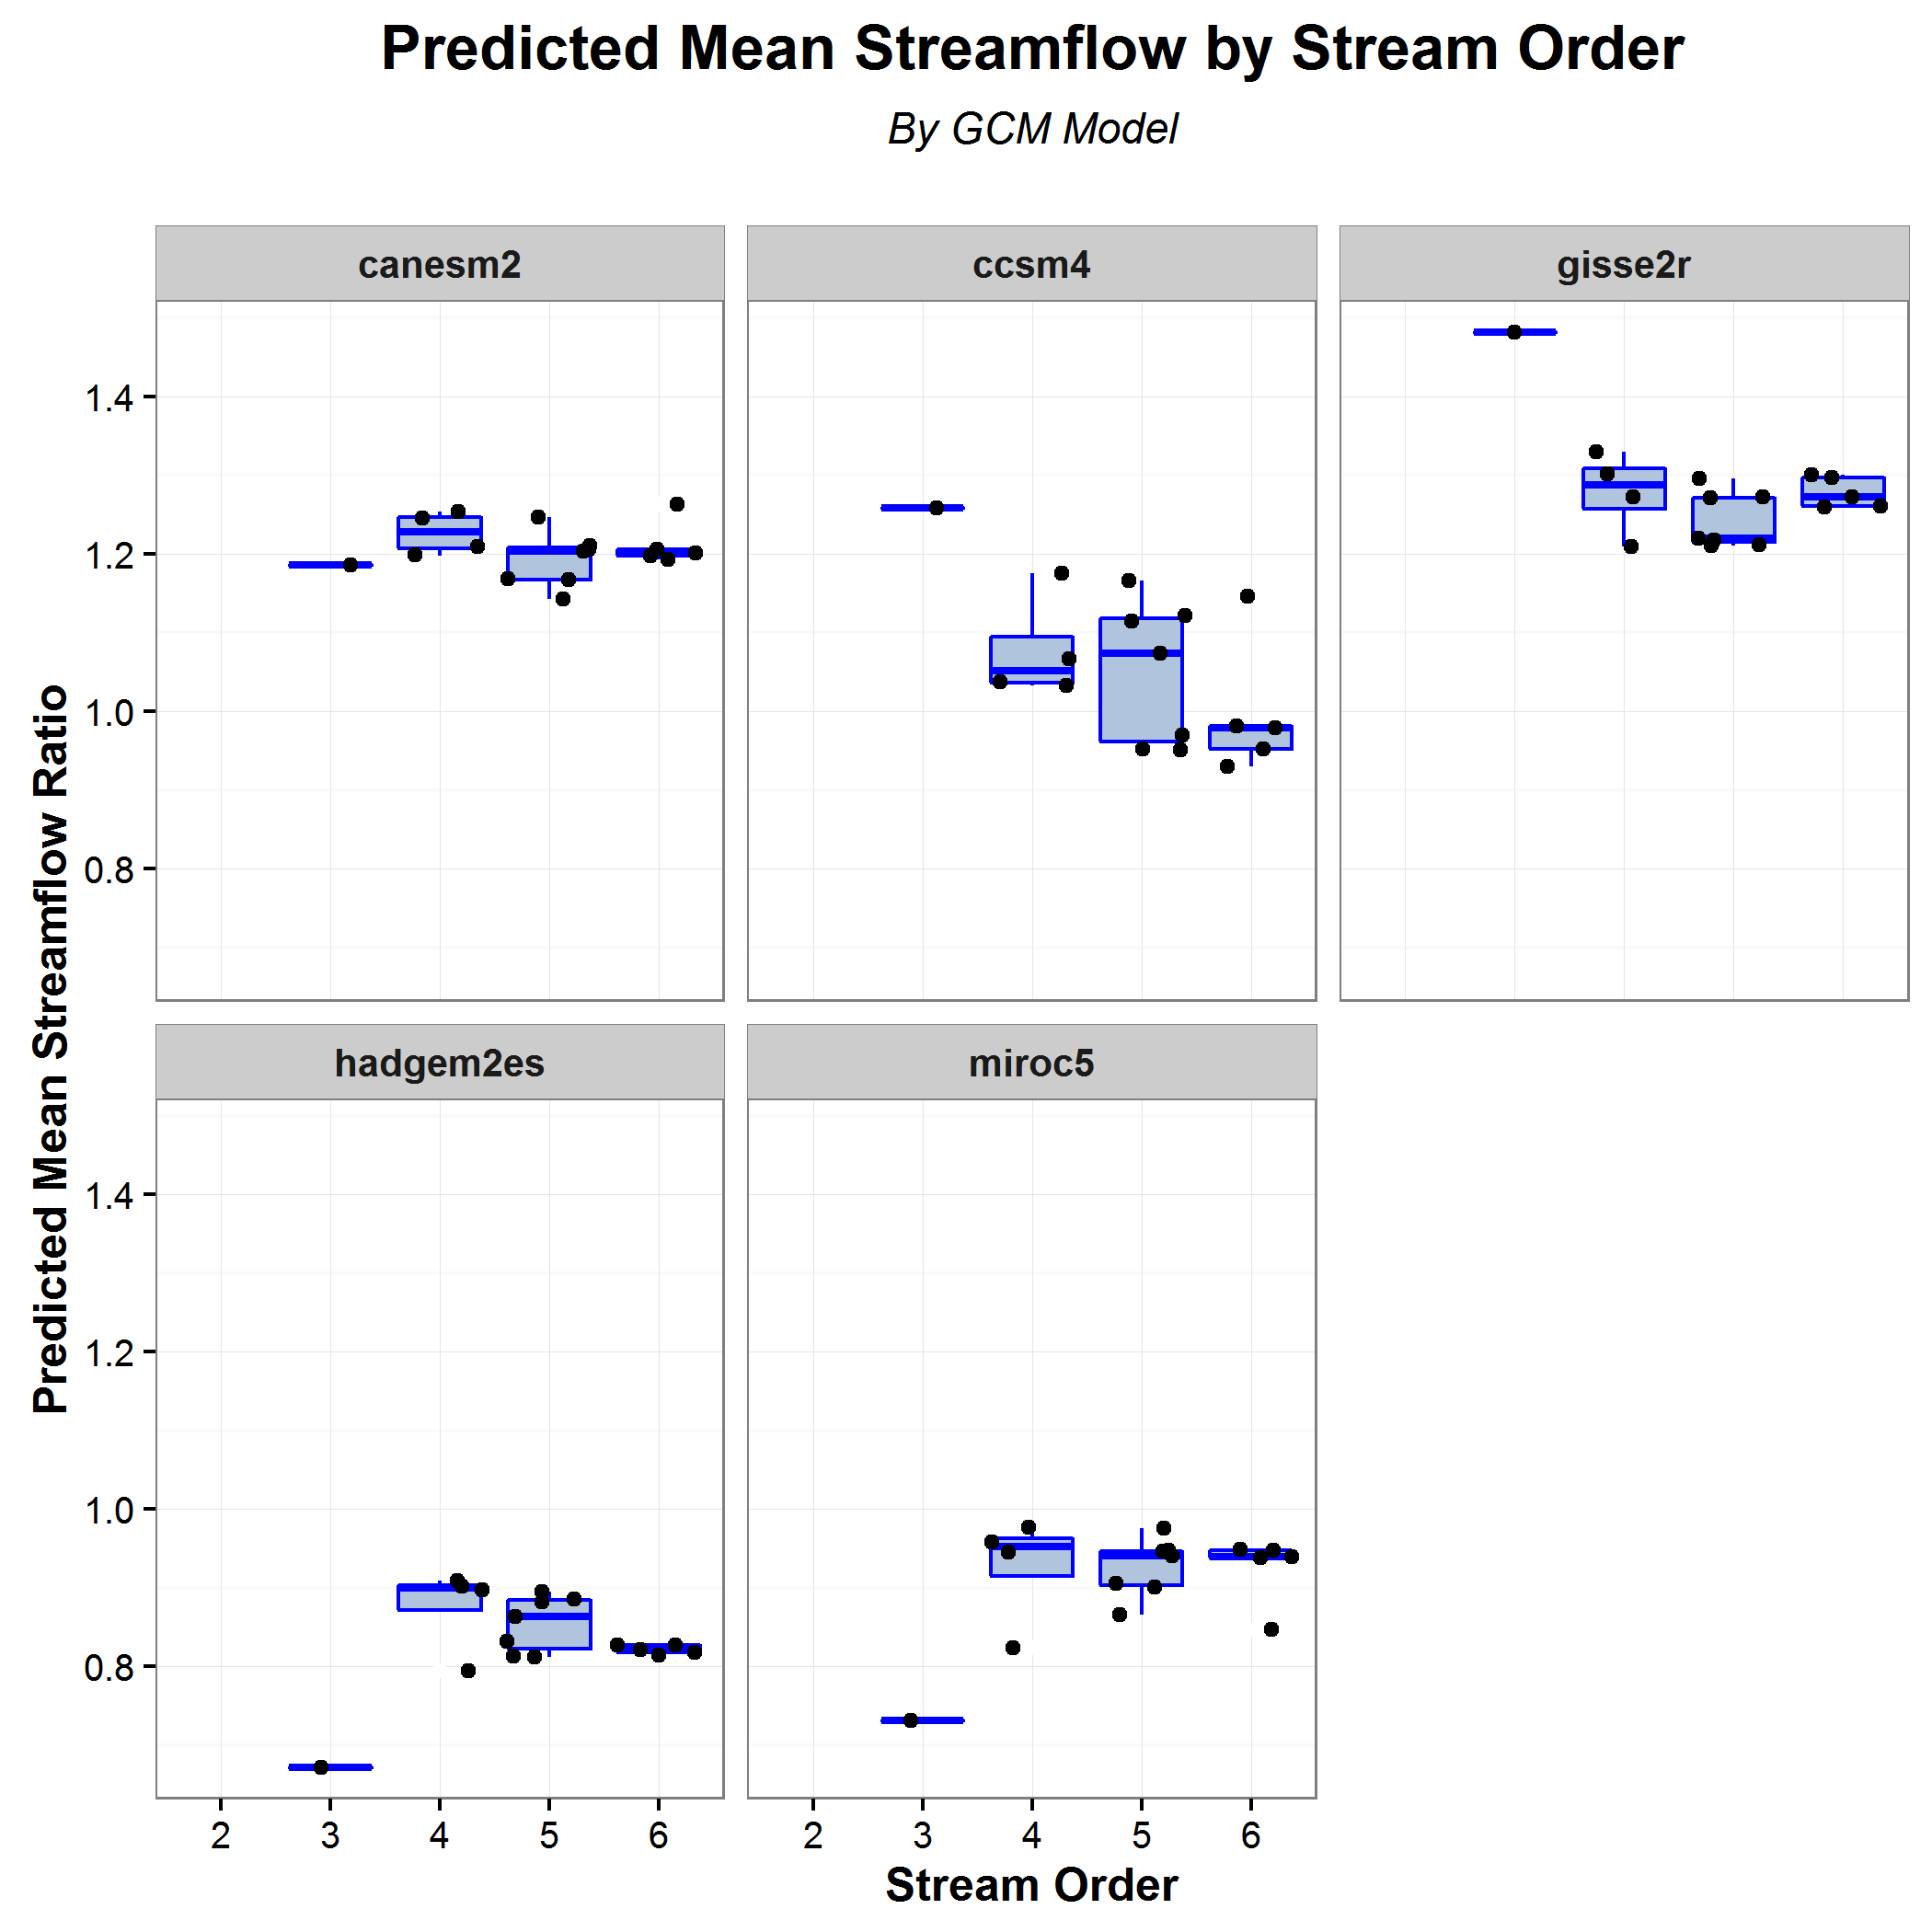 Predicted Mean Streamflow by Stream Order
By GCM Model
canesm2
ccsm4
gisse2r
1.4
1.2
1.0
0.8
hadgem2es
miroc5
1.4
1.2
1.0
0.8
Predicted Mean Streamflow Ratio
2 3 4 5 6
2 3 4 5 6
Stream Order